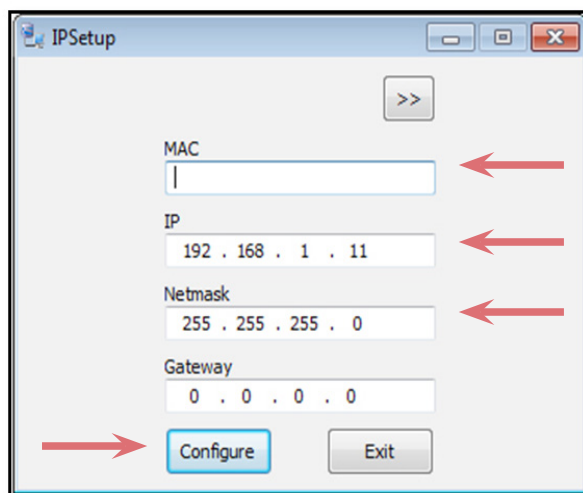 IPSetup
>>
MAC
IP
192 . 168 . 1 . 11
Netmask
255 . 255 . 255 . 0
Gateway
0 . 0 . 0 . 0
Configure Exit